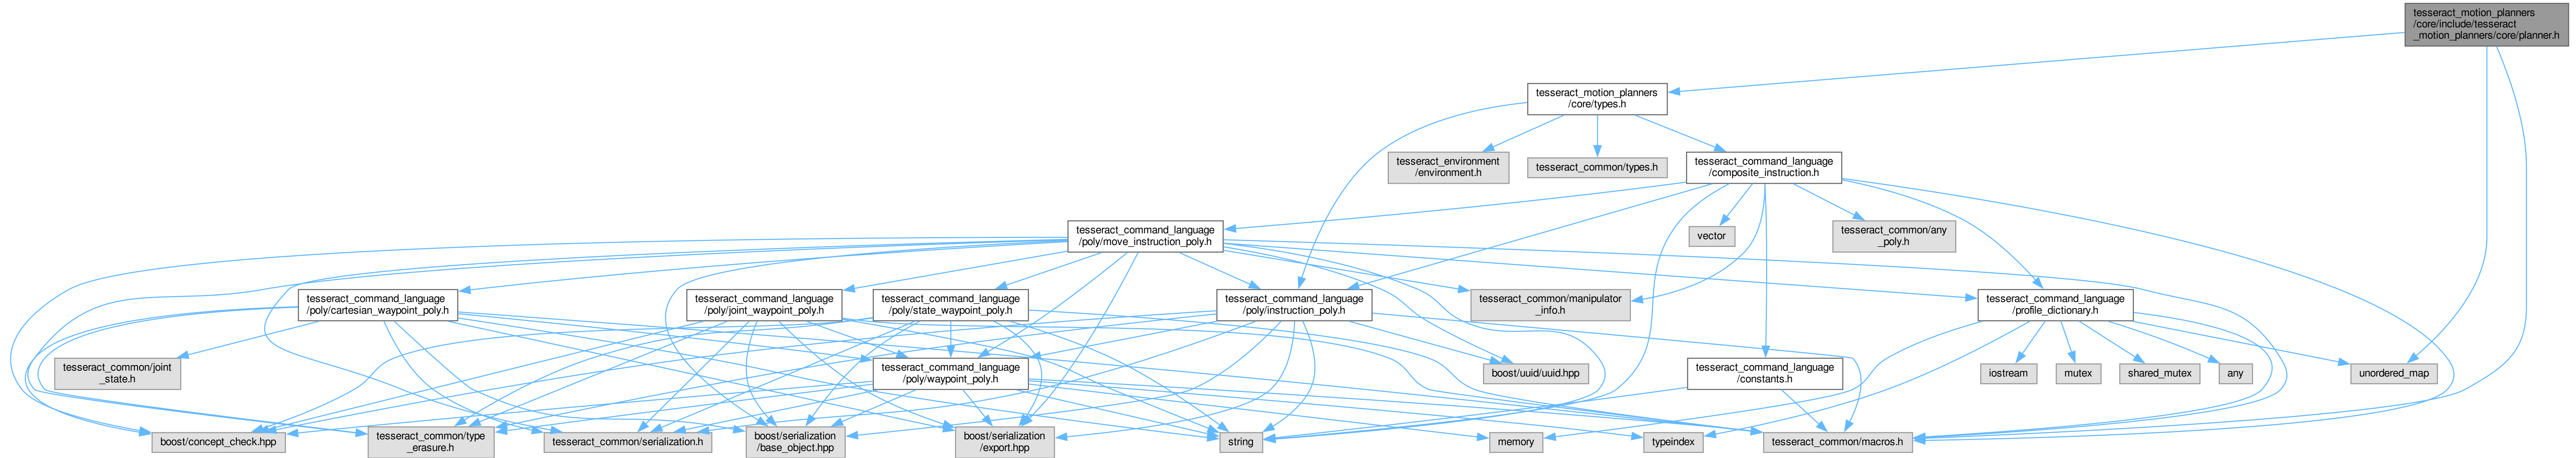 tesseract_motion_planners
/core/include/tesseract
_motion_planners/core/planner.h
tesseract_motion_planners
/core/types.h
tesseract_environment
/environment.h
tesseract_common/types.h
tesseract_command_language
/composite_instruction.h
tesseract_command_language
/poly/move_instruction_poly.h
vector
tesseract_common/any
_poly.h
tesseract_command_language
/poly/cartesian_waypoint_poly.h
tesseract_command_language
/poly/joint_waypoint_poly.h
tesseract_command_language
/poly/state_waypoint_poly.h
tesseract_command_language
/poly/instruction_poly.h
tesseract_common/manipulator
_info.h
tesseract_command_language
/profile_dictionary.h
tesseract_common/joint
_state.h
tesseract_command_language
/poly/waypoint_poly.h
boost/uuid/uuid.hpp
tesseract_command_language
/constants.h
iostream
mutex
shared_mutex
any
unordered_map
boost/concept_check.hpp
tesseract_common/type
_erasure.h
tesseract_common/serialization.h
boost/serialization
/base_object.hpp
boost/serialization
/export.hpp
string
memory
typeindex
tesseract_common/macros.h